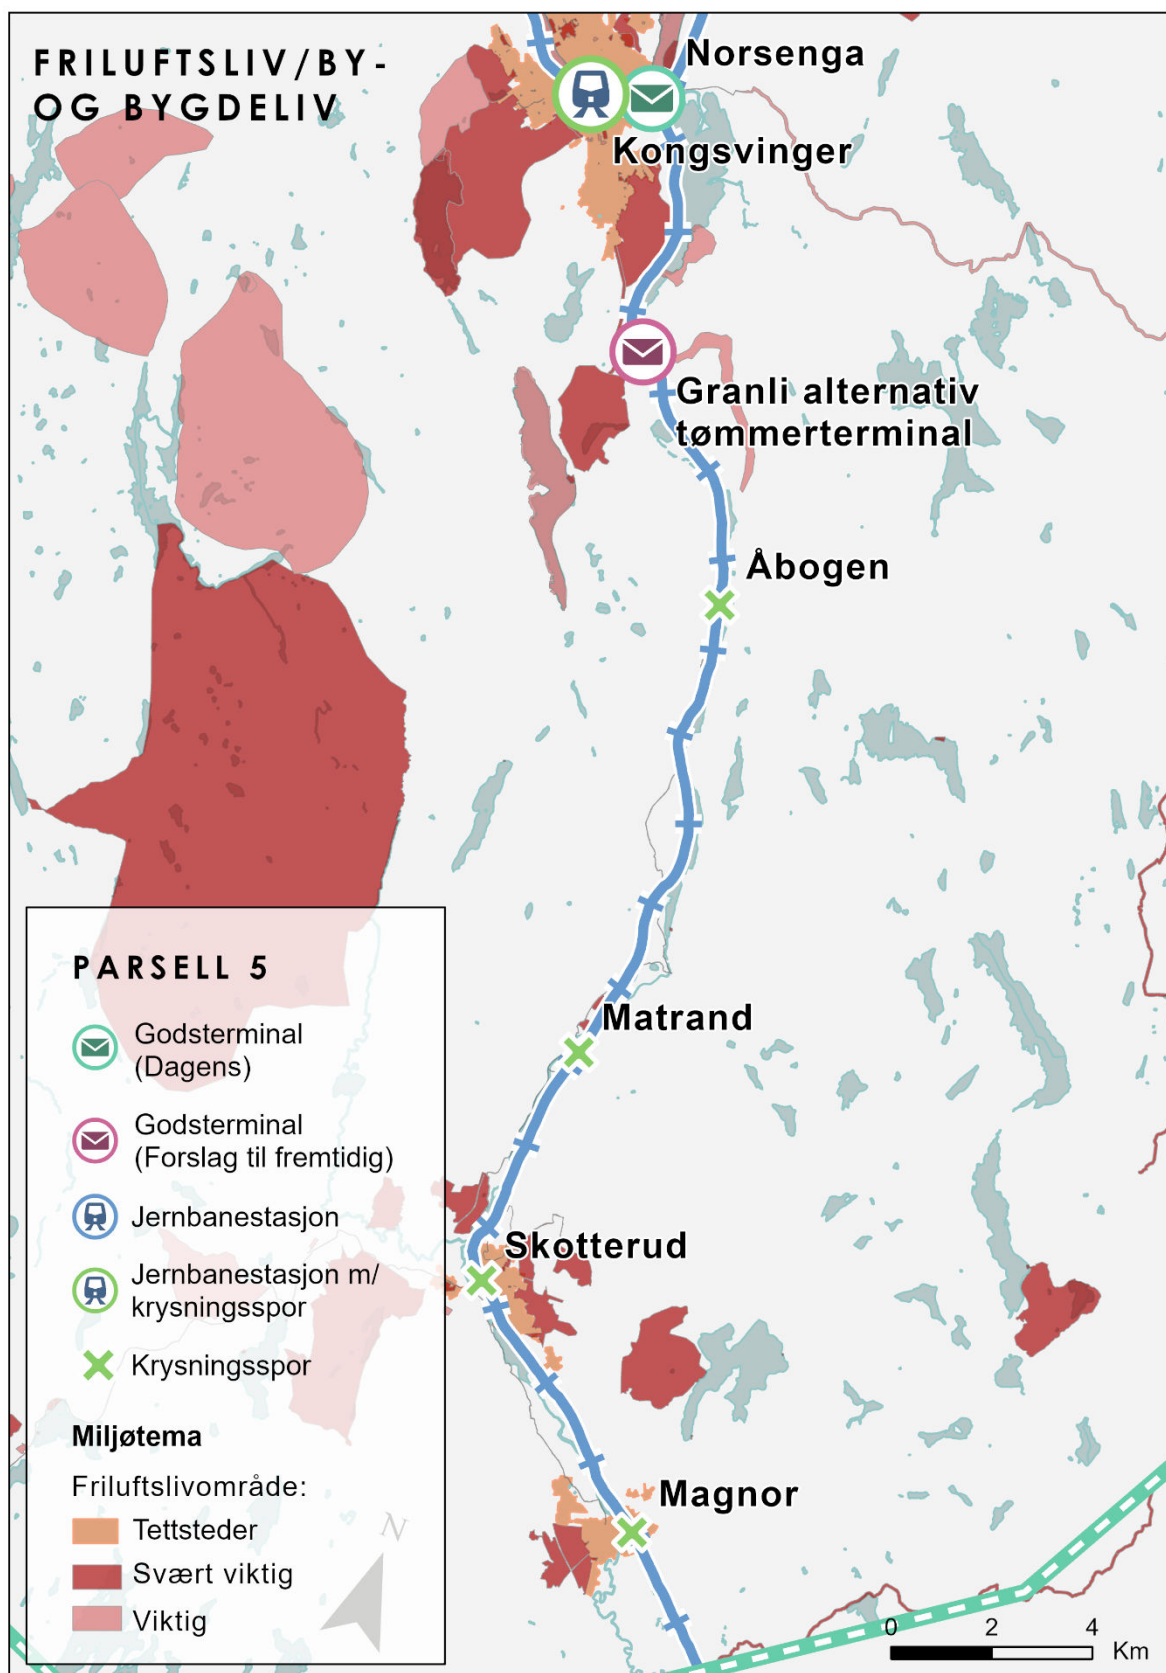 FRILUFTSLIV/BY-
OG BYGDELIV
Norsenga
Kongsvinger
Granli alternativ
tømmerterminal
Åbogen
Matrand
Skotterud
Magnor
PARSELL 5
Godsterminal
(Dagens)
Godsterminal
(Forslag til fremtidig)
Jernbanestasjon
Jernbanestasjon m/
krysningsspor
Krysningsspor
Miljøtema
Friluftslivområde:
Tettsteder
Svært viktig
Viktig
N
0 2 4
Km